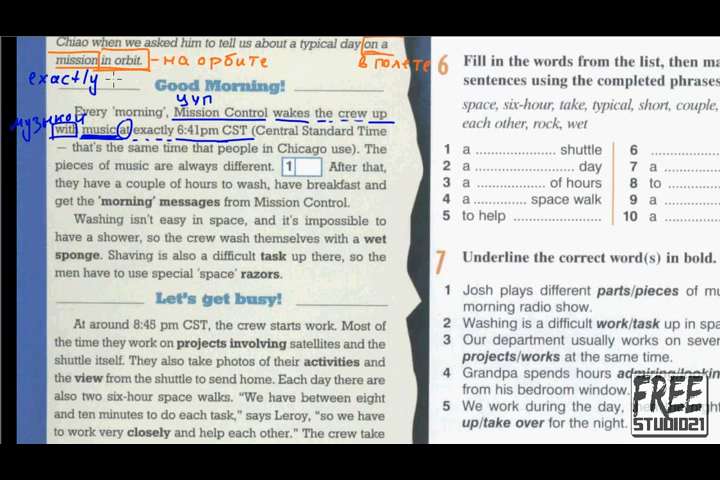 Chiao when we asked him to tell us about a typical day on a
mission in orbit. - на орбите
в полёте
exactly -
Good Morning!
ЦУП
Every 'morning', Mission Control wakes the crew up
музыкой
with music at exactly 6:41pm CST (Central Standard Time
– that's the same time that people in Chicago use). The
pieces of music are always different. 1 After that,
they have a couple of hours to wash, have breakfast and
get the 'morning' messages from Mission Control.
Washing isn't easy in space, and it's impossible to
have a shower, so the crew wash themselves with a wet
sponge. Shaving is also a difficult task up there, so the
men have to use special 'space' razors.
Let's get busy!
At around 8:45 pm CST, the crew starts work. Most of
the time they work on projects involving satellites and the
shuttle itself. They also take photos of their activities and
the view from the shuttle to send home. Each day there are
also two six-hour space walks. "We have between eight
and ten minutes to do each task," says Leroy, "so we have
to work very closely and help each other." The crew take
6 Fill in the words from the list, then ma
sentences using the completed phrases
space, six-hour, take, typical, short, couple,
each other, rock, wet
1 a .................... shuttle
2 a .................... day
3 a .................... of hours
4 a .............. space walk
5 to help ....................
6 ....................
7 a ..............
8 to ..............
9 a ..............
10 a ..............
7 Underline the correct word(s) in bold.
1 Josh plays different parts/pieces of mu
morning radio show.
2 Washing is a difficult work/task up in spa
3 Our department usually works on sever
projects/works at the same time.
4 Grandpa spends hours admiring/lookin
from his bedroom window.
5 We work during the day, night
up/take over for the night.
FREE
STUDIO21